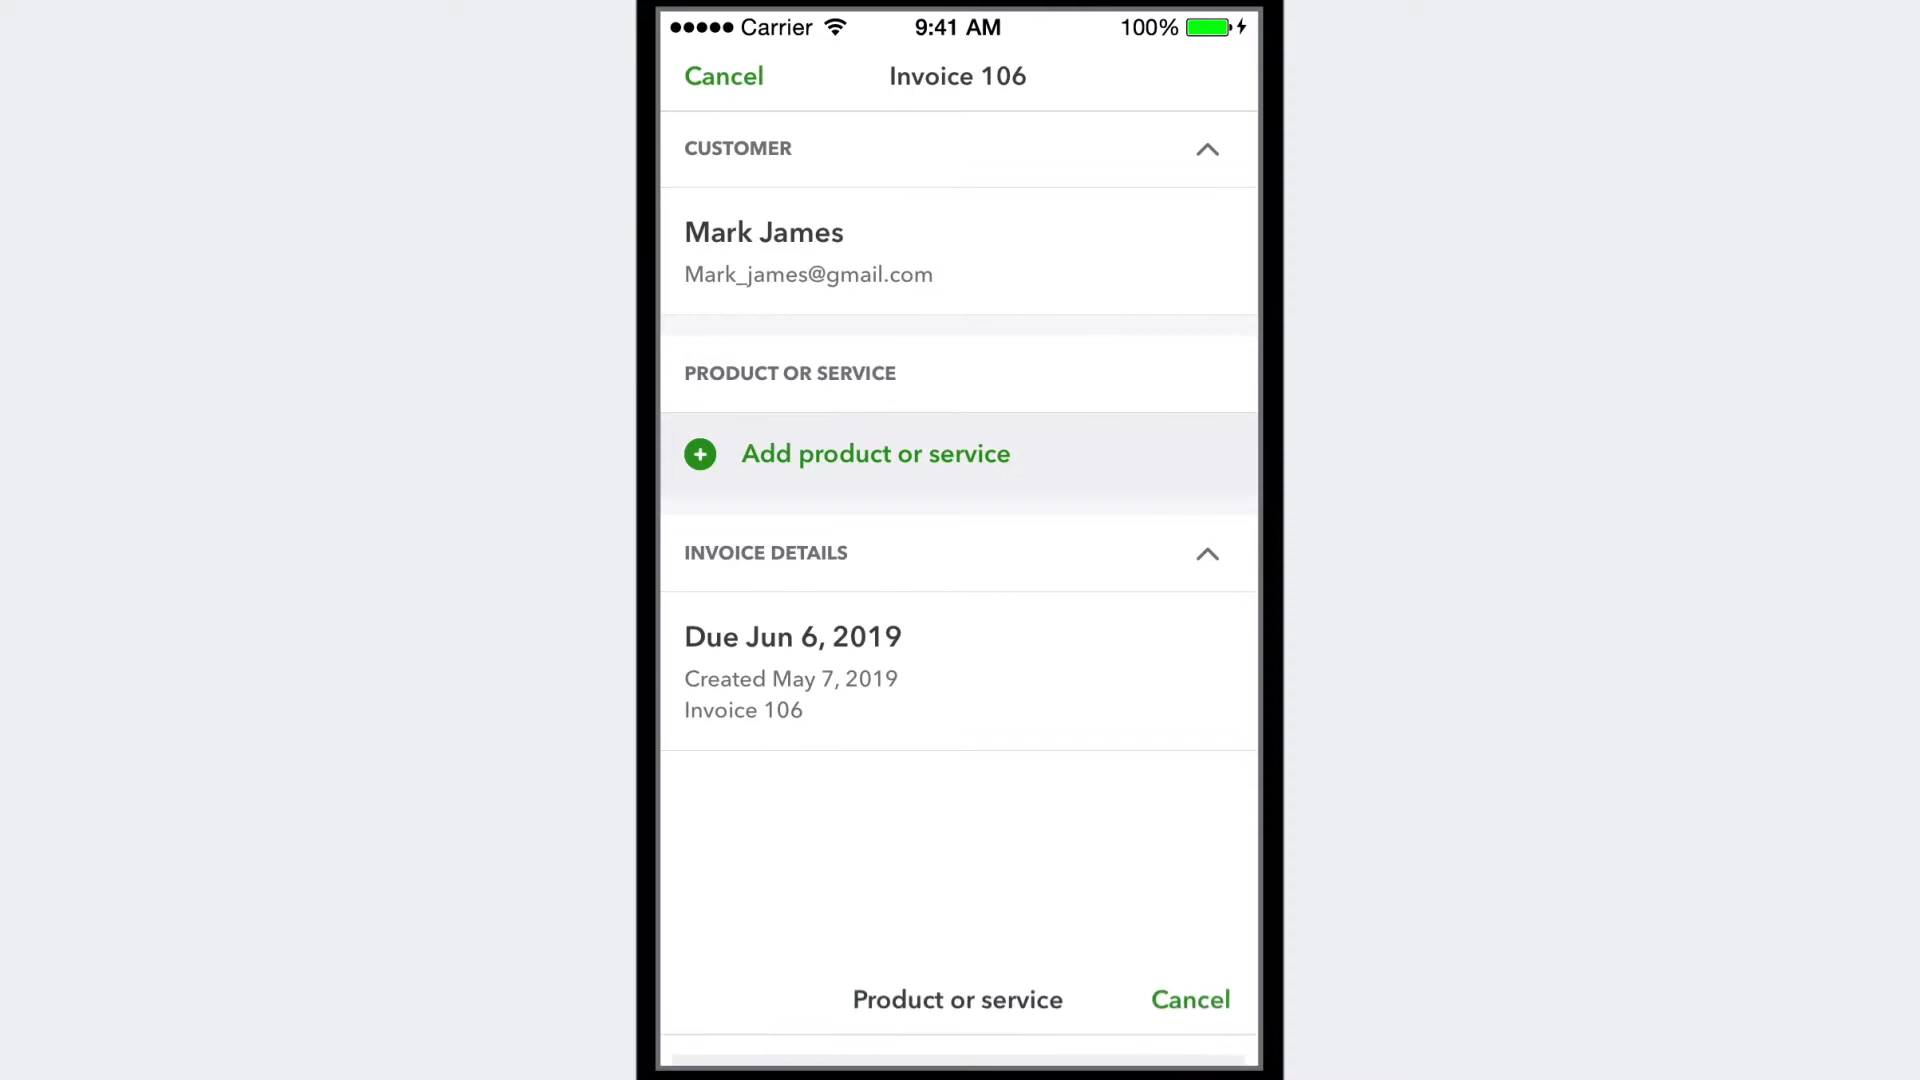 Carrier 9:41 AM 100%
Cancel Invoice 106
CUSTOMER
Mark James
Mark_james@gmail.com
PRODUCT OR SERVICE
Add product or service
INVOICE DETAILS
Due Jun 6, 2019
Created May 7, 2019
Invoice 106
Product or service Cancel